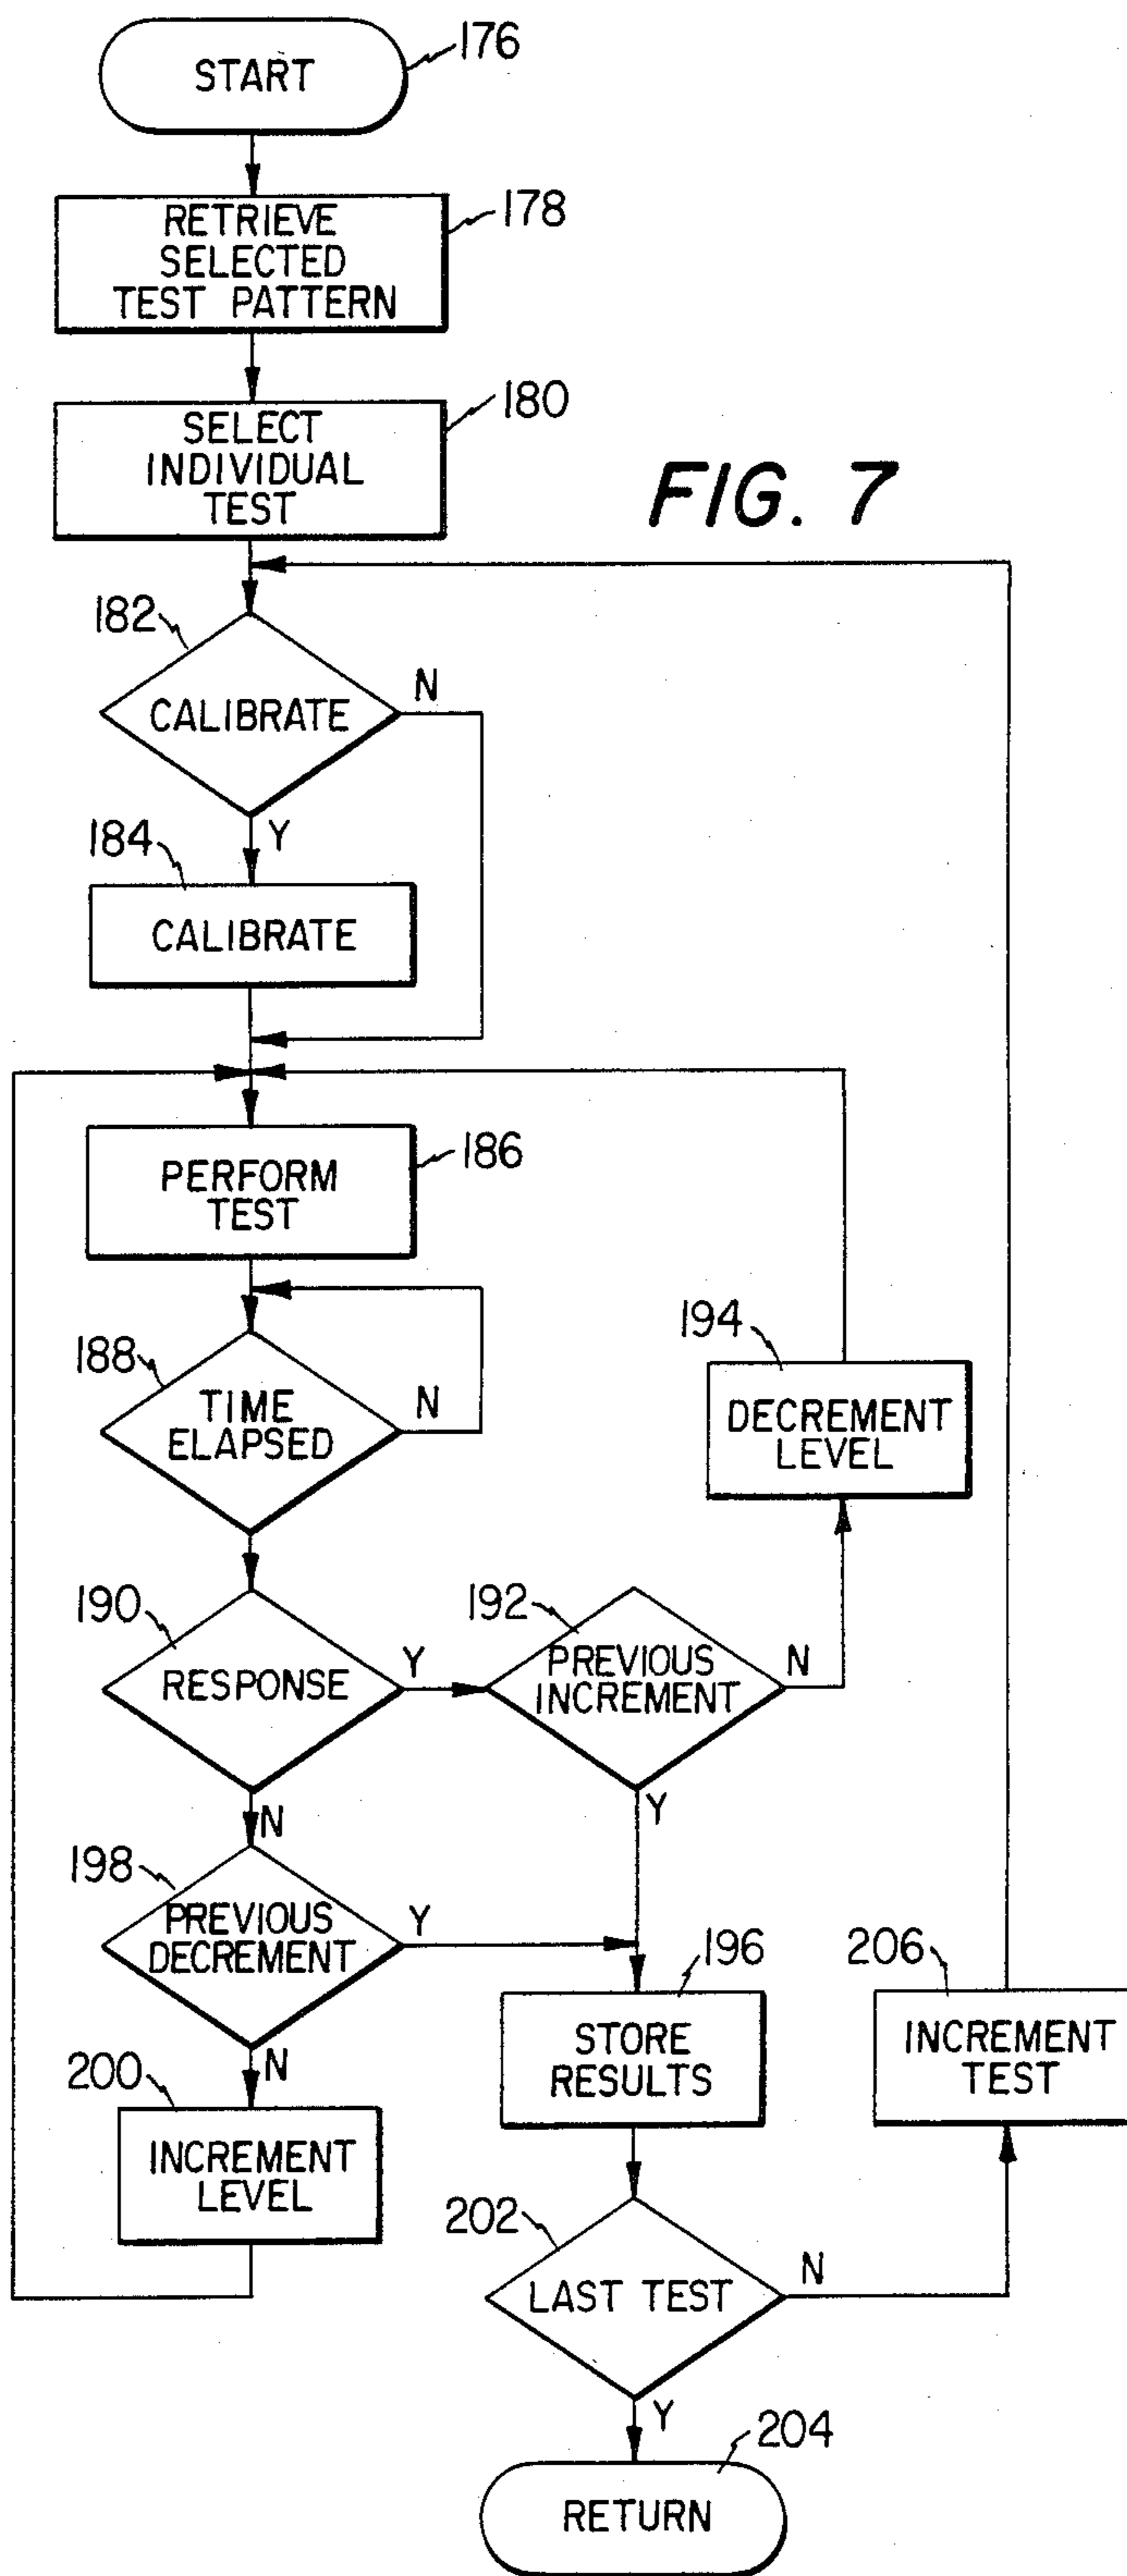 START
176
RETRIEVE
SELECTED
TEST PATTERN
178
SELECT
INDIVIDUAL
TEST
180
FIG. 7
182
CALIBRATE
N
Y
184
CALIBRATE
PERFORM
TEST
186
188
TIME
ELAPSED
N
194
DECREMENT
LEVEL
190
RESPONSE
Y
N
192
PREVIOUS
INCREMENT
N
Y
198
PREVIOUS
DECREMENT
Y
N
196
STORE
RESULTS
206
INCREMENT
TEST
200
INCREMENT
LEVEL
202
LAST TEST
N
Y
204
RETURN